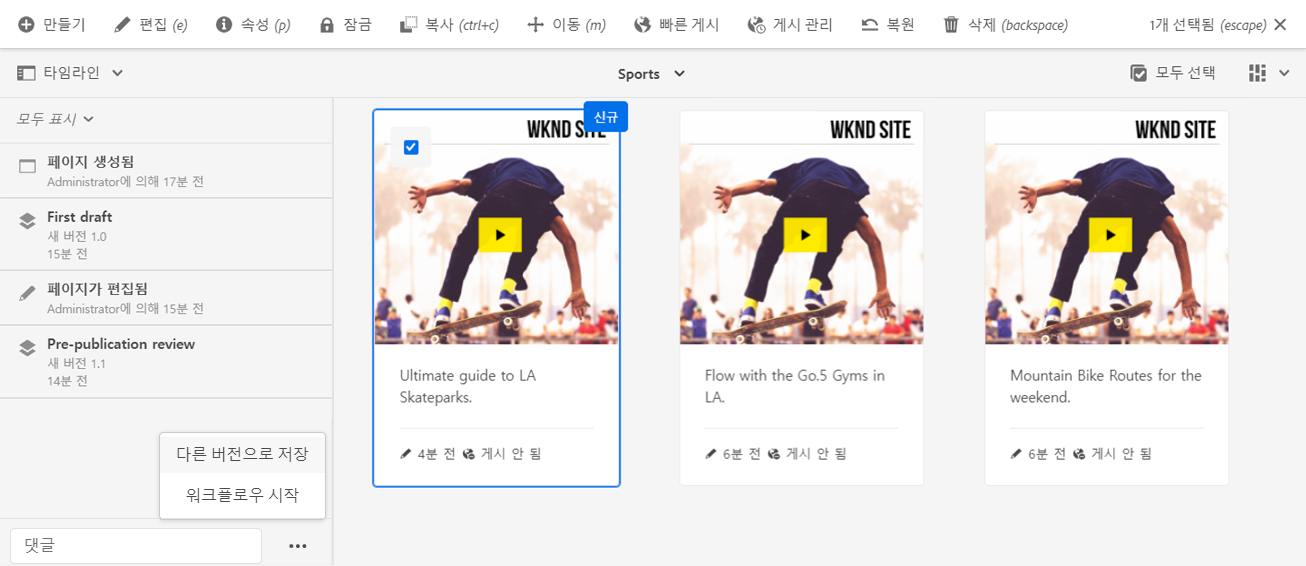 만들기 편집 (e) 속성 (p) 잠금 복사 (ctrl+c) 이동 (m) 빠른 게시 게시 관리 복원 삭제 (backspace) 1개 선택됨 (escape)
타임라인 Sports 모두 선택
모두 표시
페이지 생성됨
Administrator에 의해 17분 전
First draft
새 버전 1.0
15분 전
페이지가 편집됨
Administrator에 의해 15분 전
Pre-publication review
새 버전 1.1
14분 전
다른 버전으로 저장
워크플로우 시작
댓글
신규
WKND SITE
Ultimate guide to LA
Skateparks.
4분 전 게시 안 됨
WKND SITE
Flow with the Go.5 Gyms in
LA.
6분 전 게시 안 됨
WKND SITE
Mountain Bike Routes for the
weekend.
6분 전 게시 안 됨